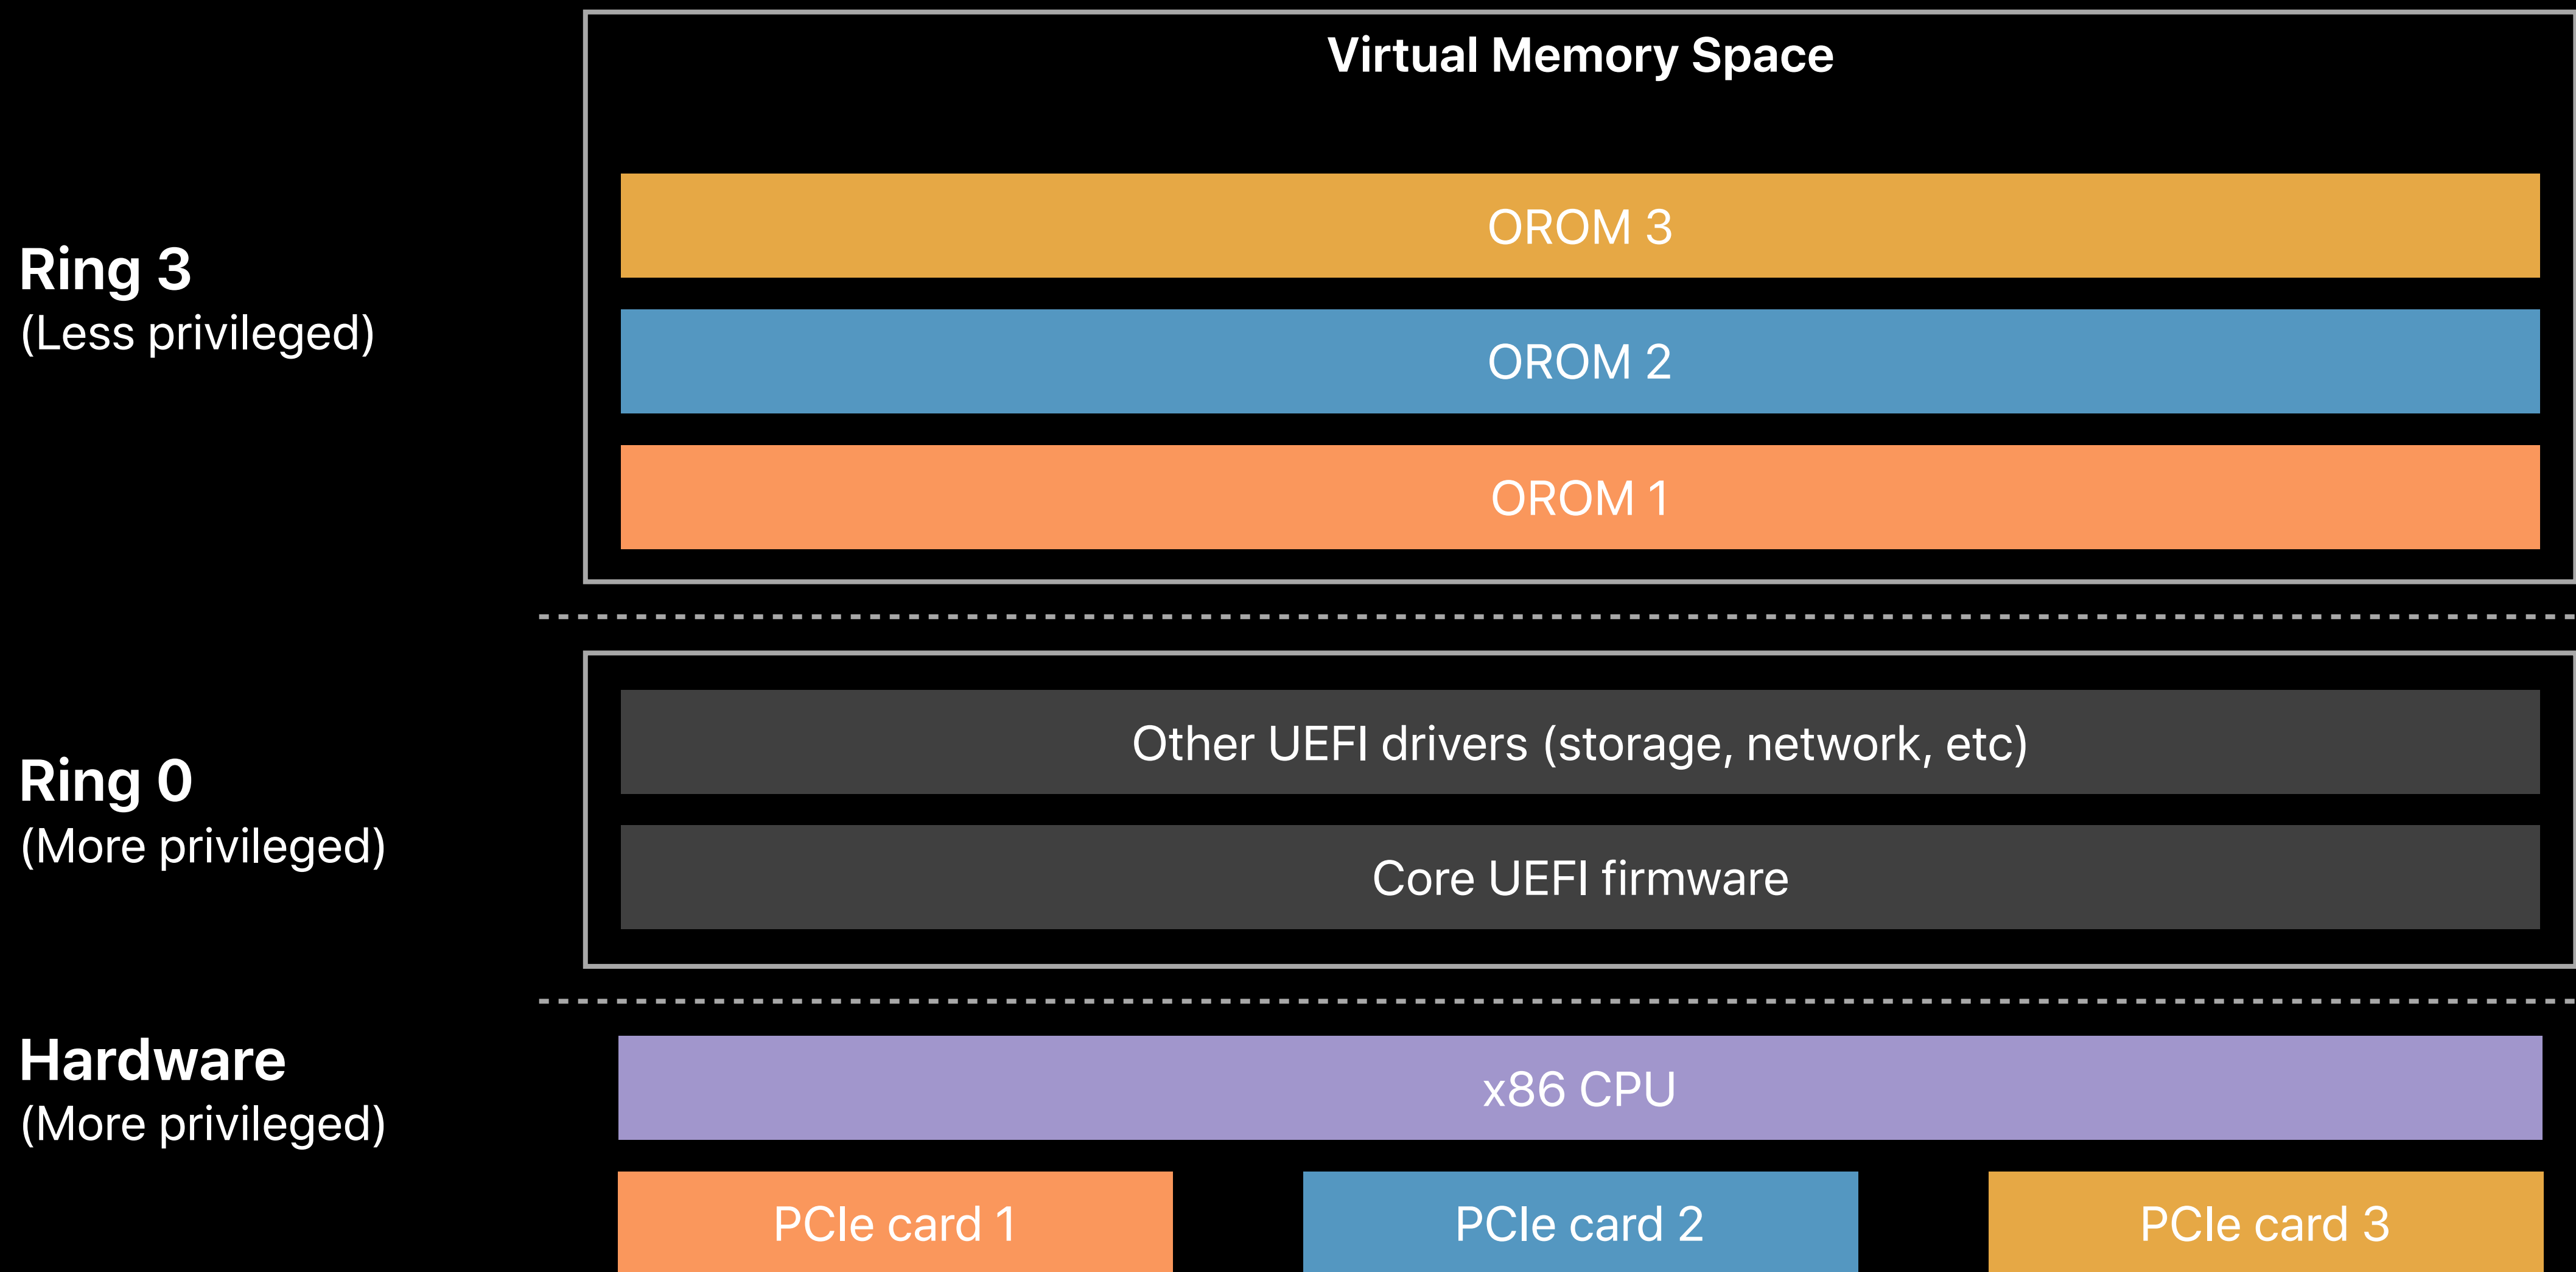 Virtual Memory Space
OROM 3
Ring 3
(Less privileged)
OROM 2
OROM 1
Other UEFI drivers (storage, network, etc)
Ring 0
(More privileged)
Core UEFI firmware
Hardware
(More privileged)
x86 CPU
PCIe card 1
PCIe card 2
PCIe card 3